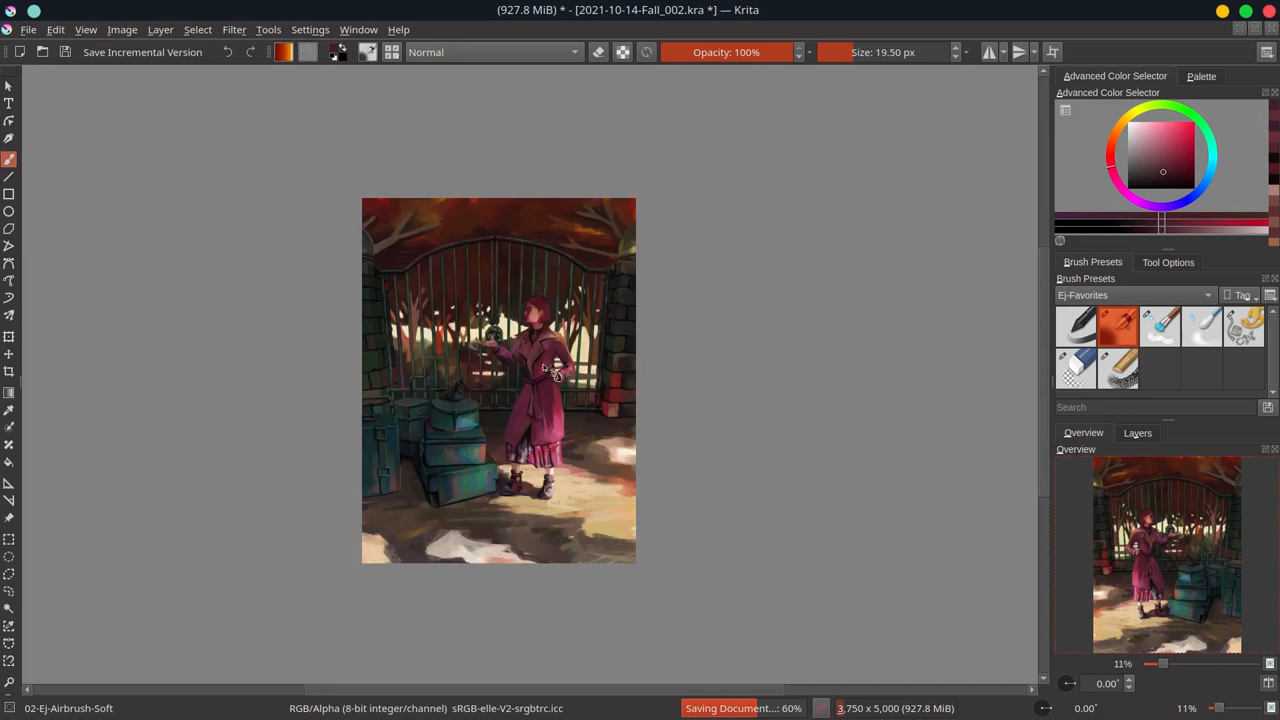 (927.8 MiB) * - [2021-10-14-Fall_002.kra *] — Krita
File Edit View Image Layer Select Filter Tools Settings Window Help
Save Incremental Version
Normal
Opacity: 100%
Size: 19.50 px
Advanced Color Selector
Palette
Advanced Color Selector
Brush Presets
Tool Options
Brush Presets
Ej-Favorites
Tag
Search
Overview
Layers
Overview
11%
0.00°
02-Ej-Airbrush-Soft
RGB/Alpha (8-bit integer/channel) sRGB-elle-V2-srgbtrc.icc
Saving Document...: 60%
3,750 x 5,000 (927.8 MiB)
0.00°
11%